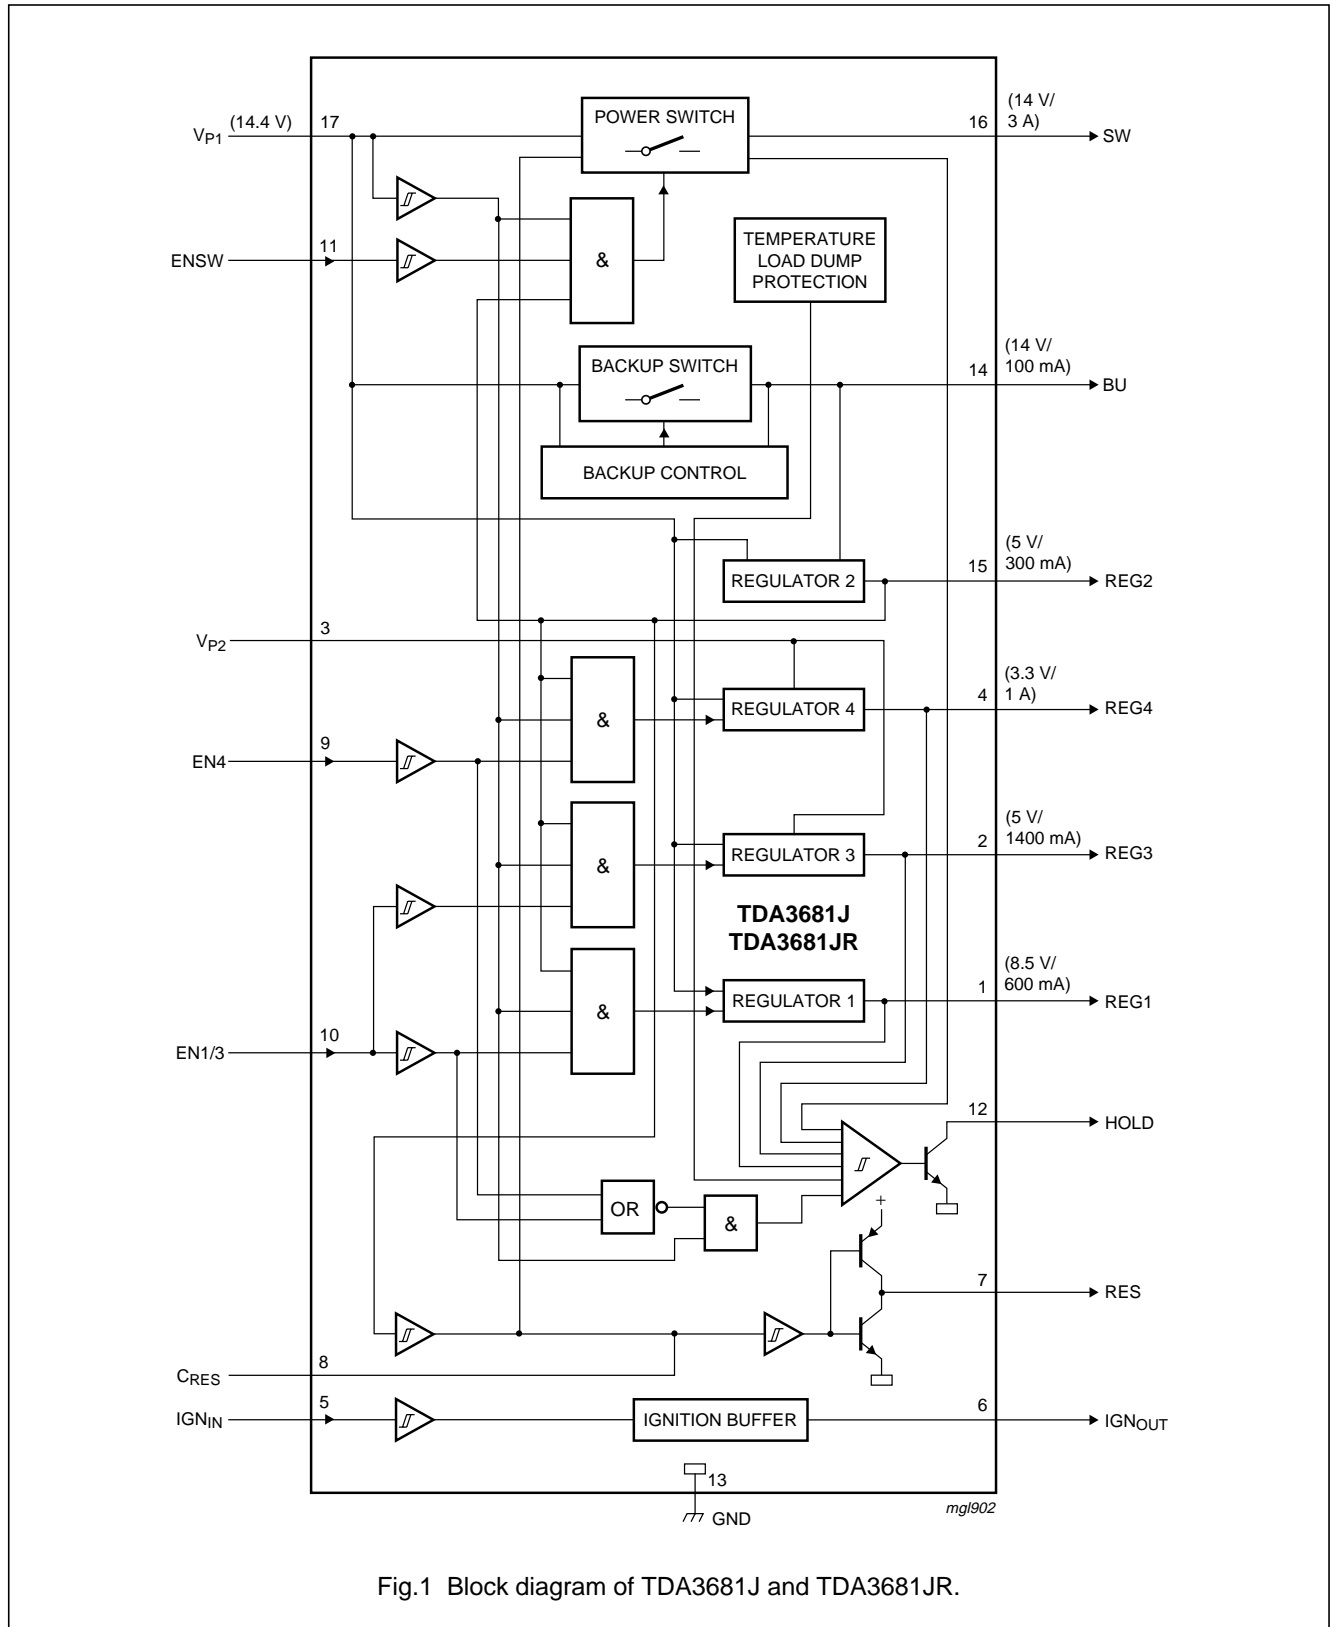 POWER SWITCH
(14 V/
3 A)
VP1
(14.4 V)
17
16
SW
TEMPERATURE
LOAD DUMP
PROTECTION
ENSW
11
&
(14 V/
100 mA)
BACKUP SWITCH
14
BU
BACKUP CONTROL
(5 V/
300 mA)
REGULATOR 2
15
REG2
VP2
3
(3.3 V/
1 A)
&
REGULATOR 4
4
REG4
EN4
9
(5 V/
1400 mA)
&
REGULATOR 3
2
REG3
TDA3681J
TDA3681JR
(8.5 V/
600 mA)
&
REGULATOR 1
1
REG1
EN1/3
10
12
HOLD
OR
&
+
7
RES
CRES
8
IGNIN
5
IGNITION BUFFER
6
IGNOUT
13
GND
mgl902
Fig.1 Block diagram of TDA3681J and TDA3681JR.